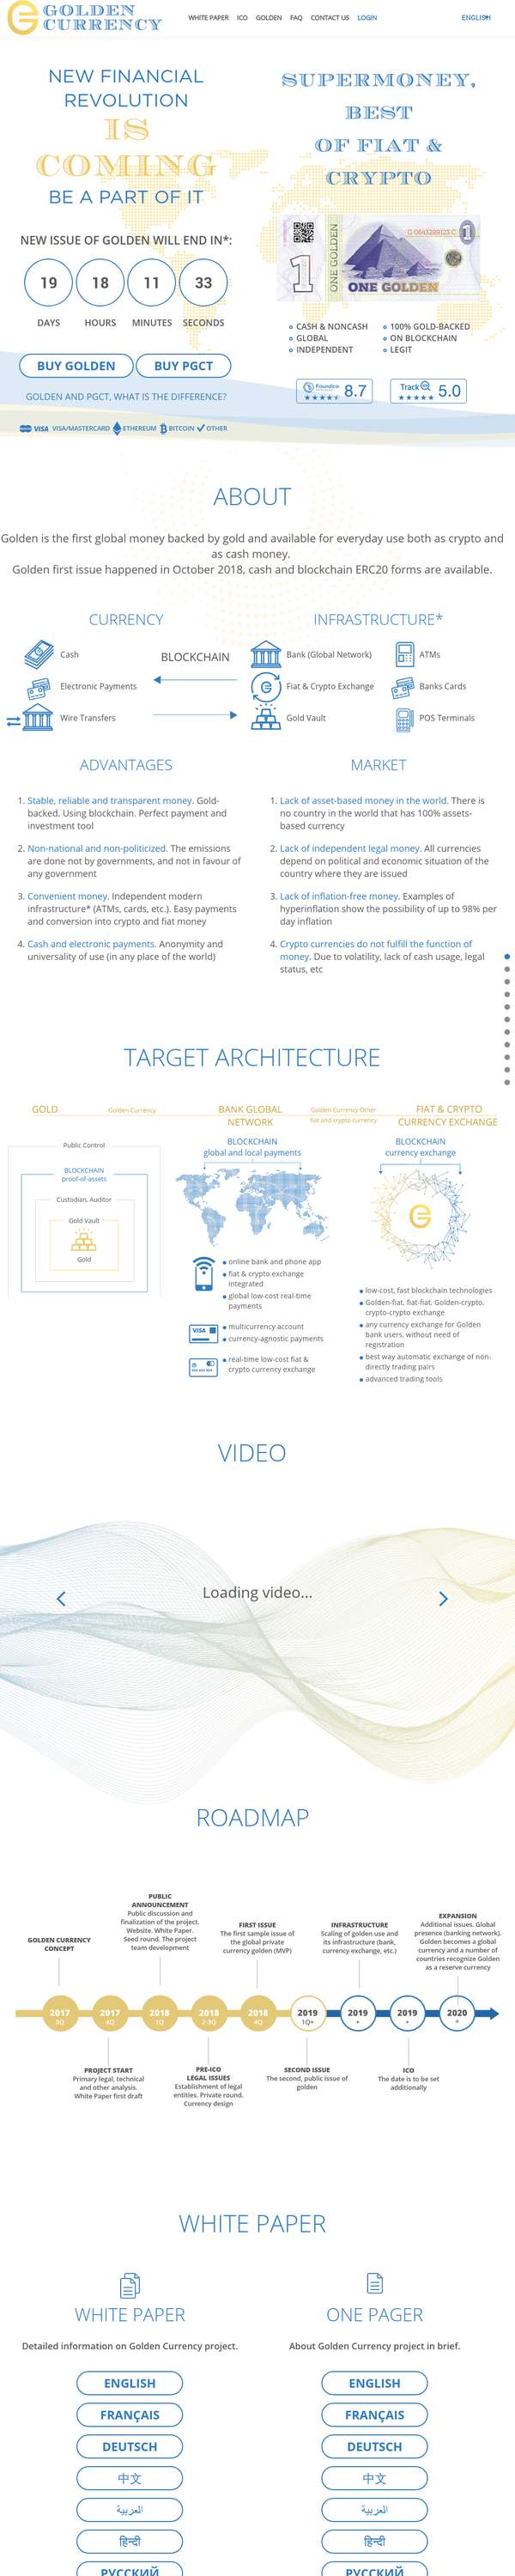 GOLDEN
CURRENCY
WHITE PAPER ICO GOLDEN FAQ CONTACT US LOGIN
ENGLISH
NEW FINANCIAL
REVOLUTION
IS
COMING
BE A PART OF IT
NEW ISSUE OF GOLDEN WILL END IN*:
19 18 11 33
DAYS HOURS MINUTES SECONDS
BUY GOLDEN BUY PGCT
GOLDEN AND PGCT, WHAT IS THE DIFFERENCE?
VISA VISA/MASTERCARD ETHEREUM BITCOIN OTHER
SUPERMONEY,
BEST
OF FIAT &
CRYPTO
1 ONE GOLDEN G 0643289123 C 1
ONE GOLDEN
CASH & NONCASH
GLOBAL
INDEPENDENT
100% GOLD-BACKED
ON BLOCKCHAIN
LEGIT
Foundico 8.7
Track 5.0
ABOUT
Golden is the first global money backed by gold and available for everyday use both as crypto and
as cash money.
Golden first issue happened in October 2018, cash and blockchain ERC20 forms are available.
CURRENCY
Cash
Electronic Payments
Wire Transfers
BLOCKCHAIN
INFRASTRUCTURE*
Bank (Global Network)
Fiat & Crypto Exchange
Gold Vault
ATMs
Banks Cards
POS Terminals
ADVANTAGES
1. Stable, reliable and transparent money. Gold-
backed. Using blockchain. Perfect payment and
investment tool
2. Non-national and non-politicized. The emissions
are done not by governments, and not in favour of
any government
3. Convenient money. Independent modern
infrastructure* (ATMs, cards, etc.). Easy payments
and conversion into crypto and fiat money
4. Cash and electronic payments. Anonymity and
universality of use (in any place of the world)
MARKET
1. Lack of asset-based money in the world. There is
no country in the world that has 100% assets-
based currency
2. Lack of independent legal money. All currencies
depend on political and economic situation of the
country where they are issued
3. Lack of inflation-free money. Examples of
hyperinflation show the possibility of up to 98% per
day inflation
4. Crypto currencies do not fulfill the function of
money. Due to volatility, lack of cash usage, legal
status, etc
TARGET ARCHITECTURE
GOLD
Golden Currency
BANK GLOBAL
NETWORK
Golden Currency Other
fiat and crypto currency
FIAT & CRYPTO
CURRENCY EXCHANGE
Public Control
BLOCKCHAIN
proof-of-assets
Custodian, Auditor
Gold Vault
Gold
BLOCKCHAIN
global and local payments
online bank and phone app
fiat & crypto exchange
integrated
global low-cost real-time
payments
VISA
multicurrency account
currency-agnostic payments
real-time low-cost fiat &
crypto currency exchange
BLOCKCHAIN
currency exchange
low-cost, fast blockchain technologies
Golden-fiat, fiat-fiat, Golden-crypto,
crypto-crypto exchange
any currency exchange for Golden
bank users, without need of
registration
best way automatic exchange of non-
directly trading pairs
advanced trading tools
VIDEO
Loading video...
ROADMAP
GOLDEN CURRENCY
CONCEPT
PUBLIC
ANNOUNCEMENT
Public discussion and
finalization of the project.
Website. White Paper.
Seed round. The project
team development
FIRST ISSUE
The first sample issue of
the global private
currency golden (MVP)
INFRASTRUCTURE
Scaling of golden use and
its infrastructure (bank,
currency exchange, etc.)
EXPANSION
Additional issues. Global
presence (banking network).
Golden becomes a global
currency and a number of
countries recognize Golden
as a reserve currency
2017 2017 2018 2018 2018 2019 2019 2019 2020
3Q 4Q 1Q 2-3Q 4Q 1Q+ + + +
PROJECT START
Primary legal, technical
and other analysis.
White Paper first draft
PRE-ICO
LEGAL ISSUES
Establishment of legal
entities. Private round.
Currency design
SECOND ISSUE
The second, public issue of
golden
ICO
The date is to be set
additionally
WHITE PAPER
WHITE PAPER
Detailed information on Golden Currency project.
ENGLISH
FRANÇAIS
DEUTSCH
中文
العربية
हिन्दी
РУССКИЙ
ONE PAGER
About Golden Currency project in brief.
ENGLISH
FRANÇAIS
DEUTSCH
中文
العربية
हिन्दी
РУССКИЙ